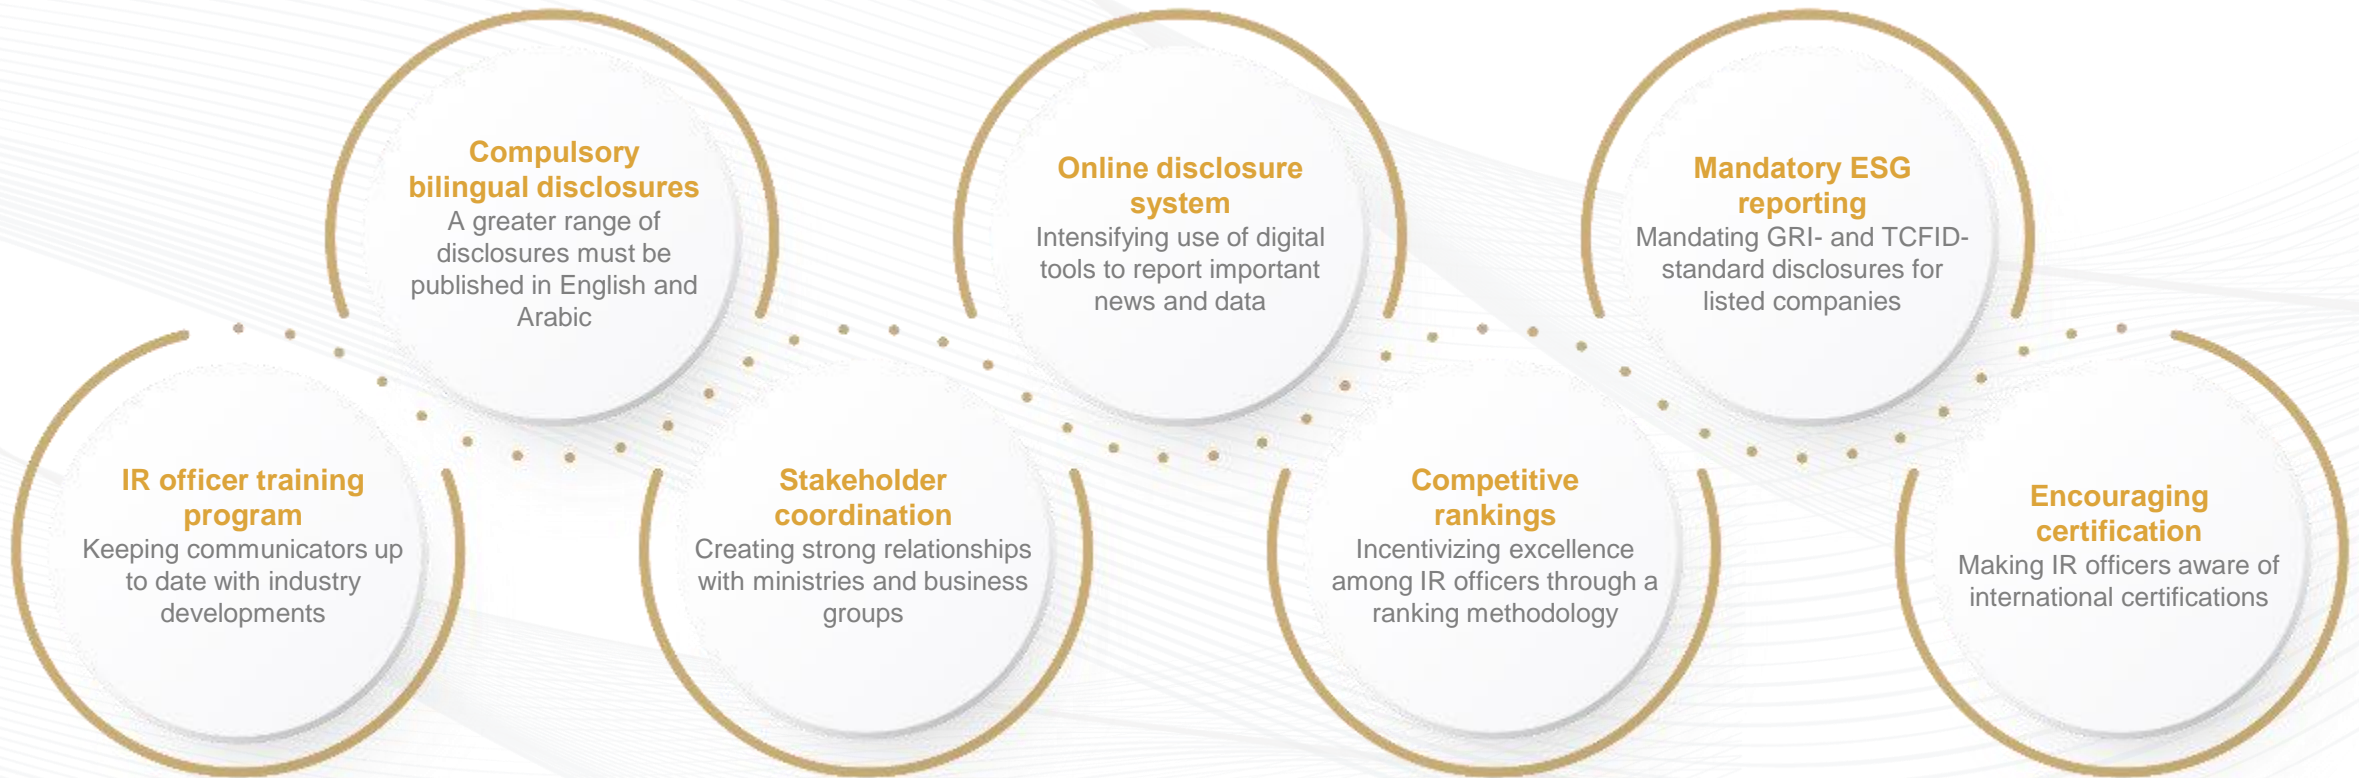 Compulsory
bilingual disclosures
A greater range of
disclosures must be
published in English and
Arabic
Online disclosure
system
Intensifying use of digital
tools to report important
news and data
Mandatory ESG
reporting
Mandating GRI- and TCFID-
standard disclosures for
listed companies
IR officer training
program
Keeping communicators up
to date with industry
developments
Stakeholder
coordination
Creating strong relationships
with ministries and business
groups
Competitive
rankings
Incentivizing excellence
among IR officers through a
ranking methodology
Encouraging
certification
Making IR officers aware of
international certifications